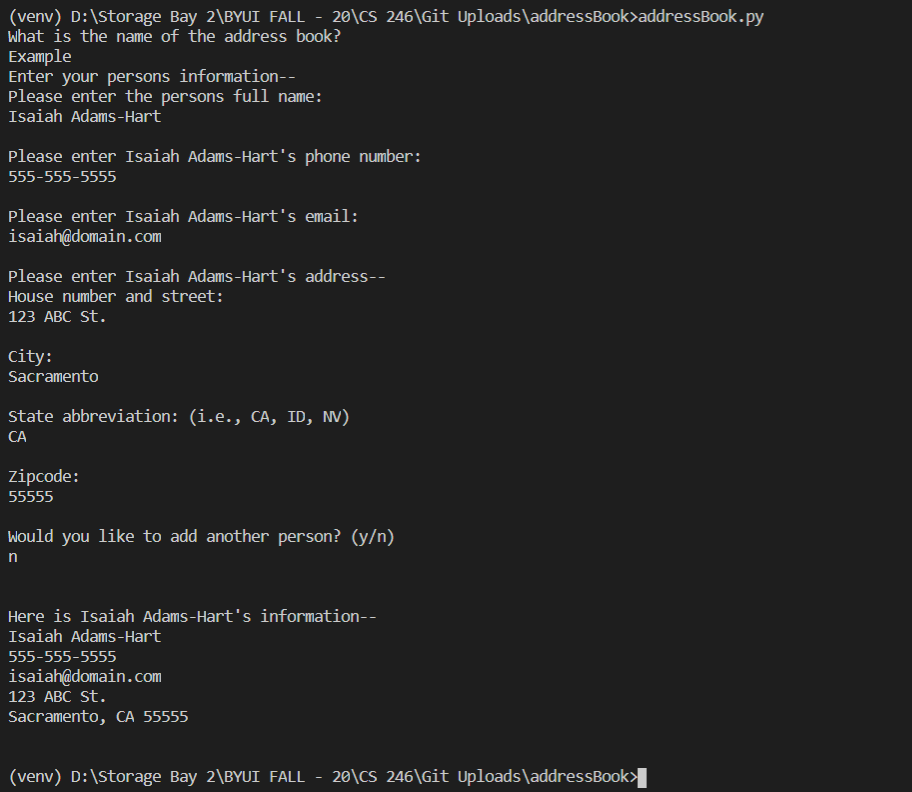 (venv) D:\Storage Bay 2\BYUI FALL - 20\CS 246\Git Uploads\addressBook>addressBook.py
What is the name of the address book?
Example
Enter your persons information--
Please enter the persons full name:
Isaiah Adams-Hart
Please enter Isaiah Adams-Hart's phone number:
555-555-5555
Please enter Isaiah Adams-Hart's email:
isaiah@domain.com
Please enter Isaiah Adams-Hart's address--
House number and street:
123 ABC St.
City:
Sacramento
State abbreviation: (i.e., CA, ID, NV)
CA
Zipcode:
55555
Would you like to add another person? (y/n)
n
Here is Isaiah Adams-Hart's information--
Isaiah Adams-Hart
555-555-5555
isaiah@domain.com
123 ABC St.
Sacramento, CA 55555
(venv) D:\Storage Bay 2\BYUI FALL - 20\CS 246\Git Uploads\addressBook>